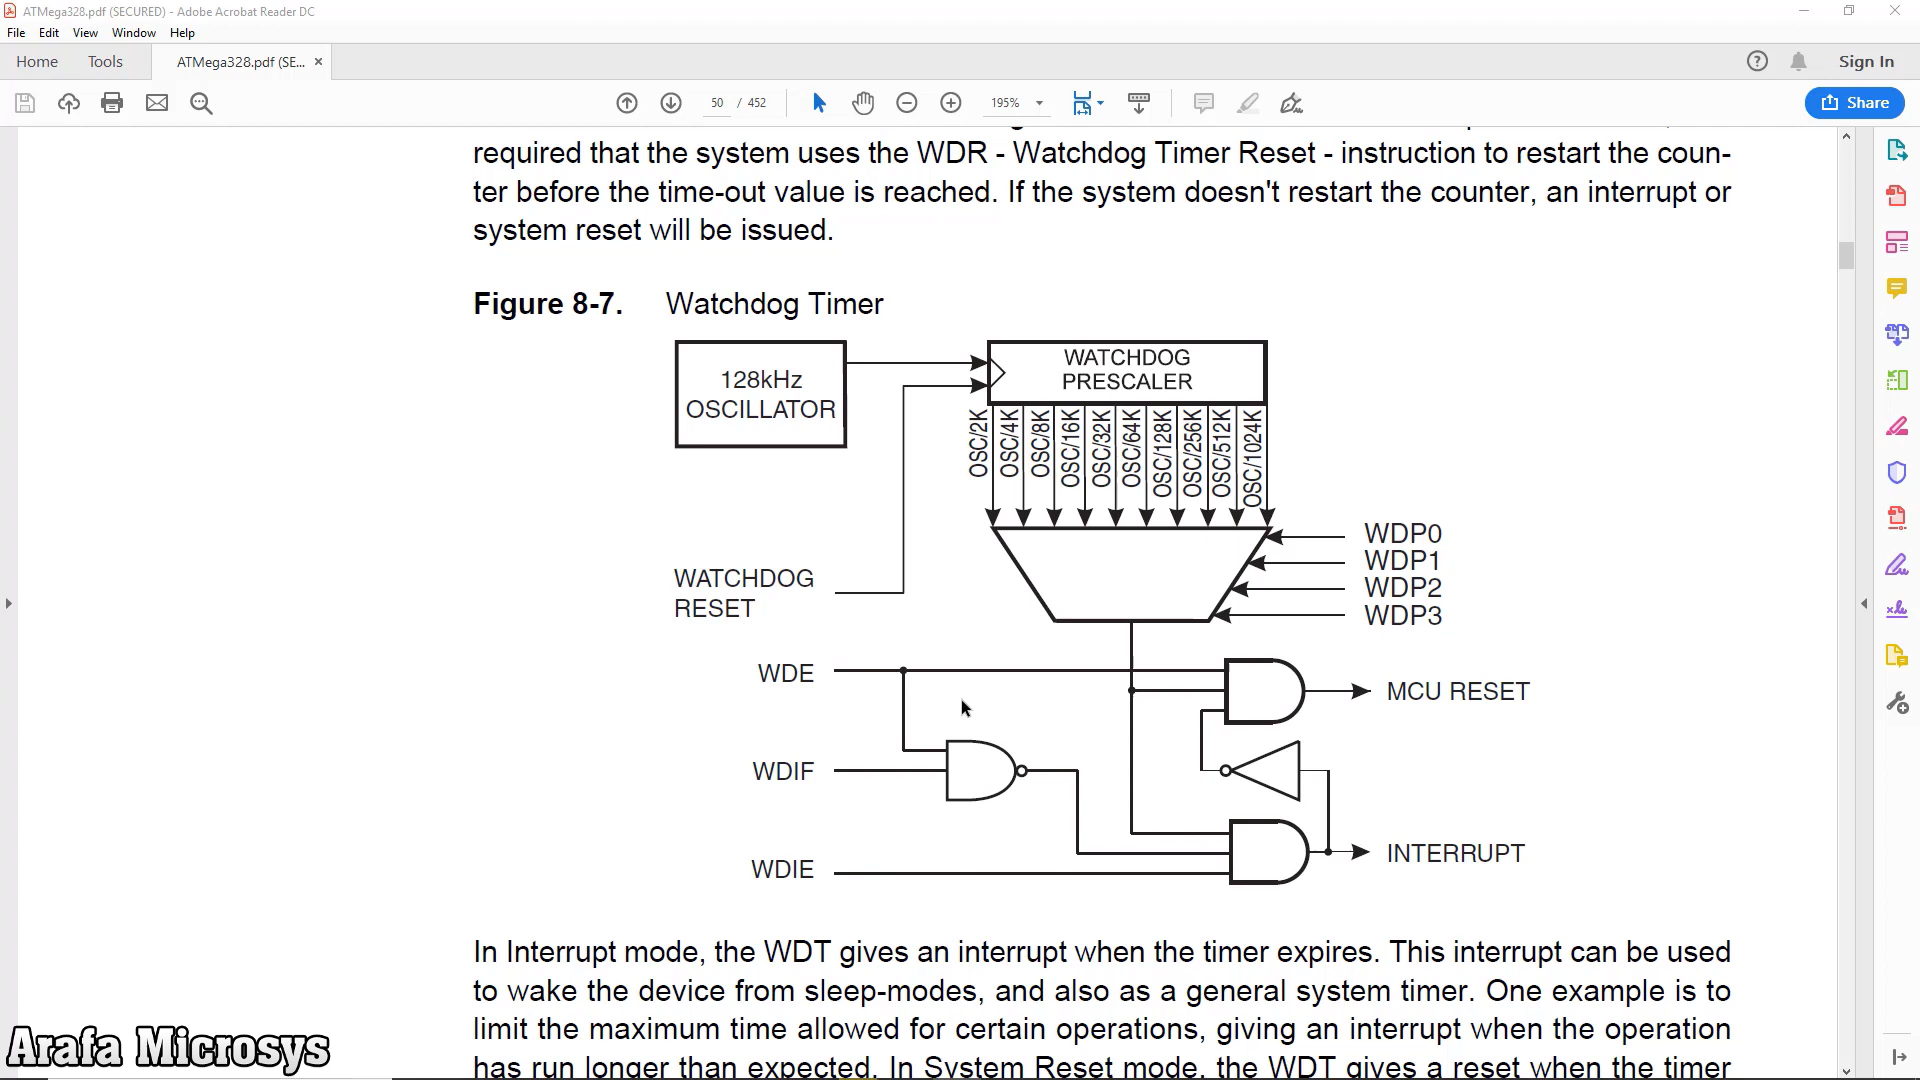 ATMega328.pdf (SECURED) - Adobe Acrobat Reader DC
File Edit View Window Help
Home Tools ATMega328.pdf (SE... × Sign In
50 / 452 195% Share
required that the system uses the WDR - Watchdog Timer Reset - instruction to restart the coun-
ter before the time-out value is reached. If the system doesn't restart the counter, an interrupt or
system reset will be issued.
Figure 8-7. Watchdog Timer
128kHz
OSCILLATOR
WATCHDOG
PRESCALER
OSC/2K
OSC/4K
OSC/8K
OSC/16K
OSC/32K
OSC/64K
OSC/128K
OSC/256K
OSC/512K
OSC/1024K
WDP0
WDP1
WDP2
WDP3
WATCHDOG
RESET
WDE
MCU RESET
WDIF
WDIE
INTERRUPT
In Interrupt mode, the WDT gives an interrupt when the timer expires. This interrupt can be used
to wake the device from sleep-modes, and also as a general system timer. One example is to
limit the maximum time allowed for certain operations, giving an interrupt when the operation
has run longer than expected. In System Reset mode, the WDT gives a reset when the timer
Arafa Microsys